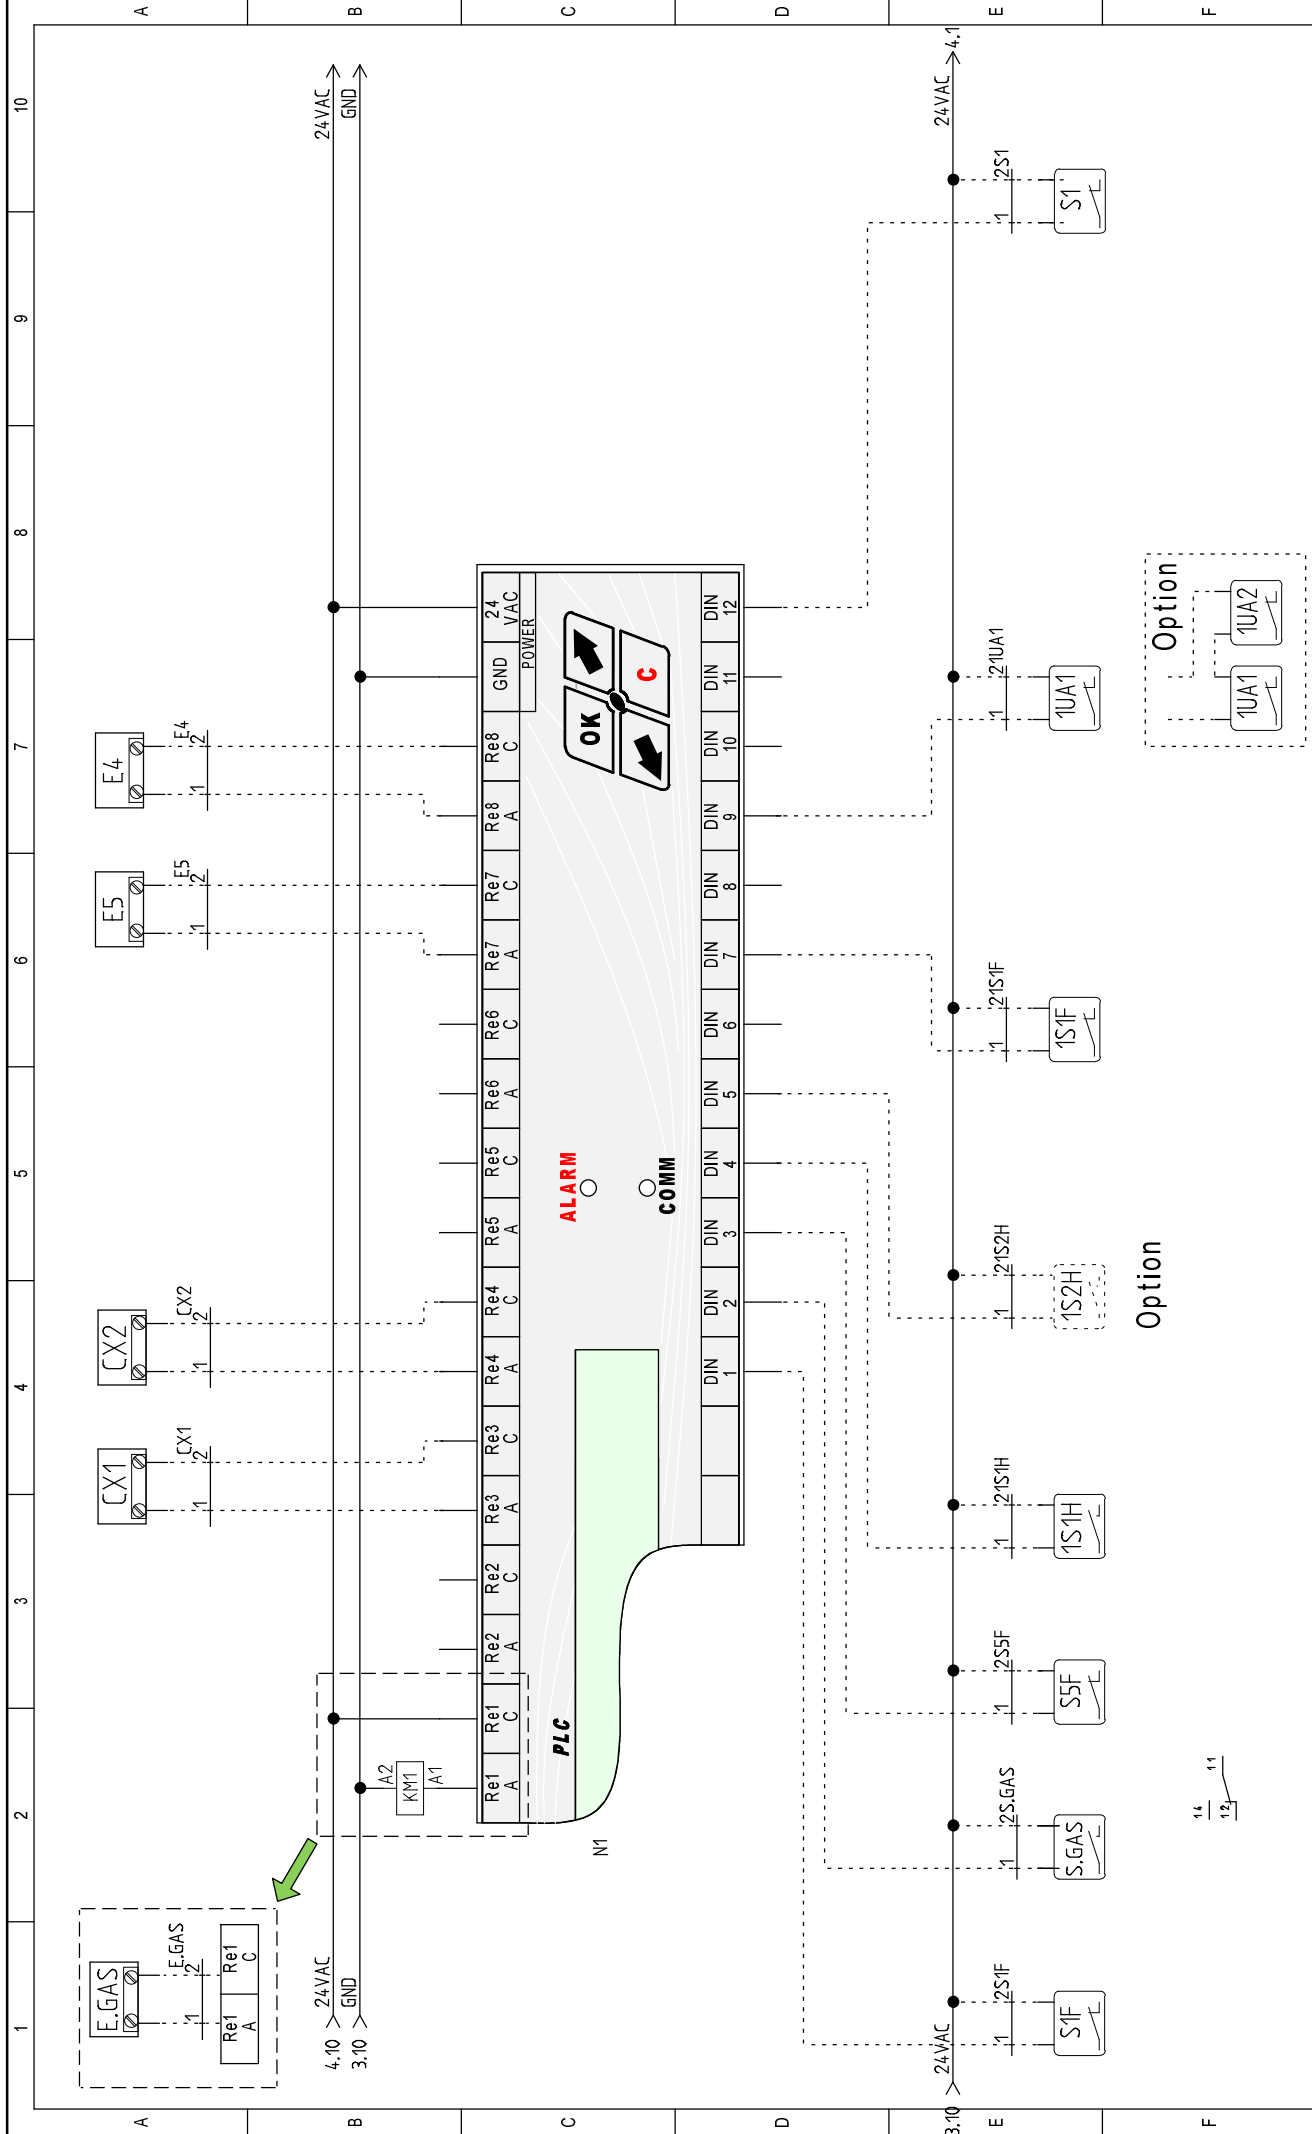 A
B
C
D
E
F
10
9
8
7
6
5
4
3
2
1
24VAC
GND
24VAC
4.1
E4
E4
1
2
E5
E5
1
2
CX2
CX2
1
2
CX1
CX1
1
2
E.GAS
E.GAS
1
2
Re1
A
Re1
C
4.10
24VAC
3.10
GND
A2
KM1
A1
Re1
A
Re1
C
Re2
A
Re2
C
Re3
A
Re3
C
Re4
A
Re4
C
Re5
A
Re5
C
Re6
A
Re6
C
Re7
A
Re7
C
Re8
A
Re8
C
GND
24
VAC
POWER
N1
PLC
ALARM
COMM
OK
C
DIN
1
DIN
2
DIN
3
DIN
4
DIN
5
DIN
6
DIN
7
DIN
8
DIN
9
DIN
10
DIN
11
DIN
12
3.10
24VAC
1
2S1F
S1F
1
2S.GAS
S.GAS
1
2S5F
S5F
1
21S1H
1S1H
1
21S2H
1S2H
Option
1
21S1F
1S1F
1
21UA1
1UA1
1
2S1
S1
Option
1UA1
1UA2
14
12
11
A
B
C
D
E
F